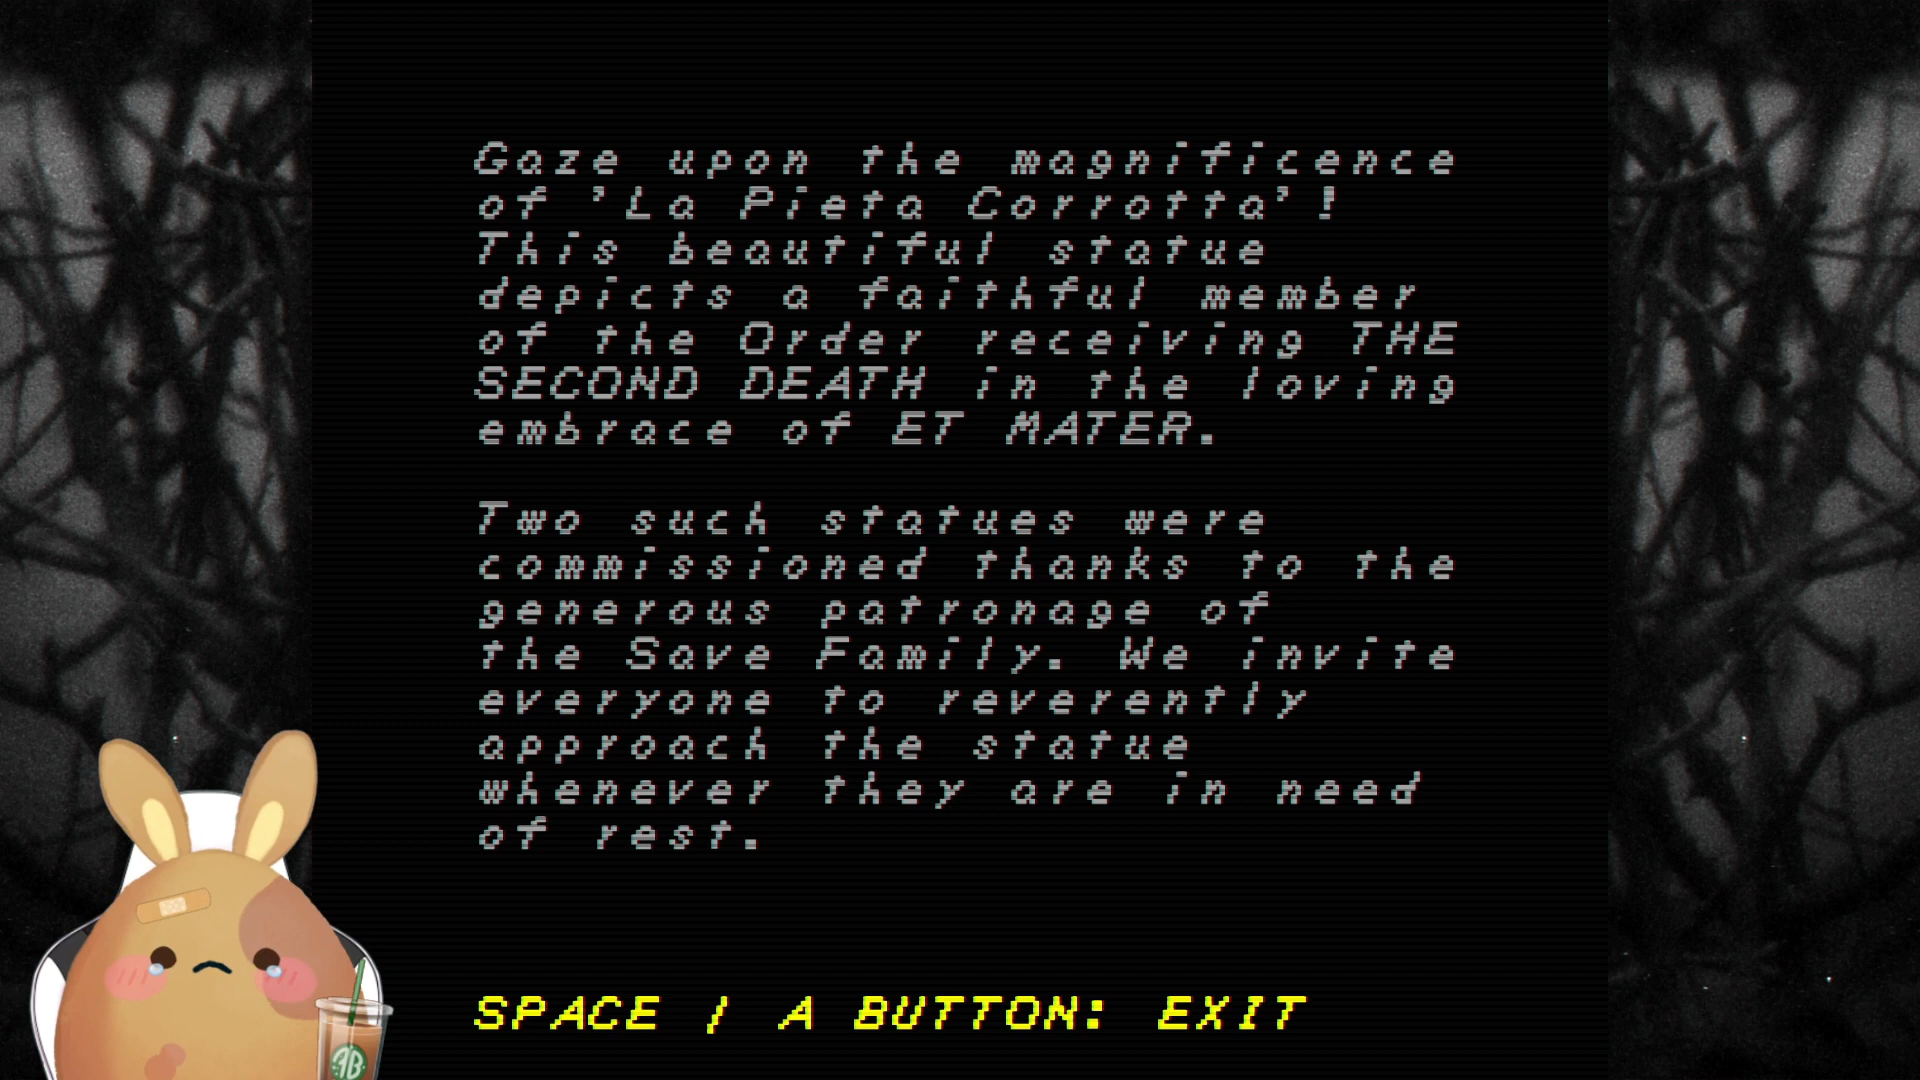 Gaze upon the magnificence
of 'La Pieta Corrotta'!
This beautiful statue
depicts a faithful member
of the Order receiving THE
SECOND DEATH in the loving
embrace of ET MATER.
Two such statues were
commissioned thanks to the
generous patronage of
the Save Family. We invite
everyone to reverently
approach the statue
whenever they are in need
of rest.
SPACE / A BUTTON: EXIT
AB